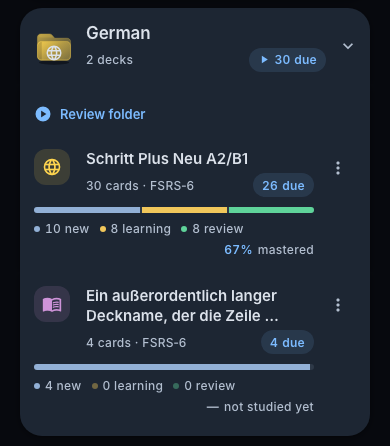 German
2 decks
30 due
Review folder
Schritt Plus Neu A2/B1
30 cards · FSRS-6
26 due
10 new
8 learning
8 review
67% mastered
Ein außerordentlich langer
Deckname, der die Zeile ...
4 cards · FSRS-6
4 due
4 new
0 learning
0 review
— not studied yet